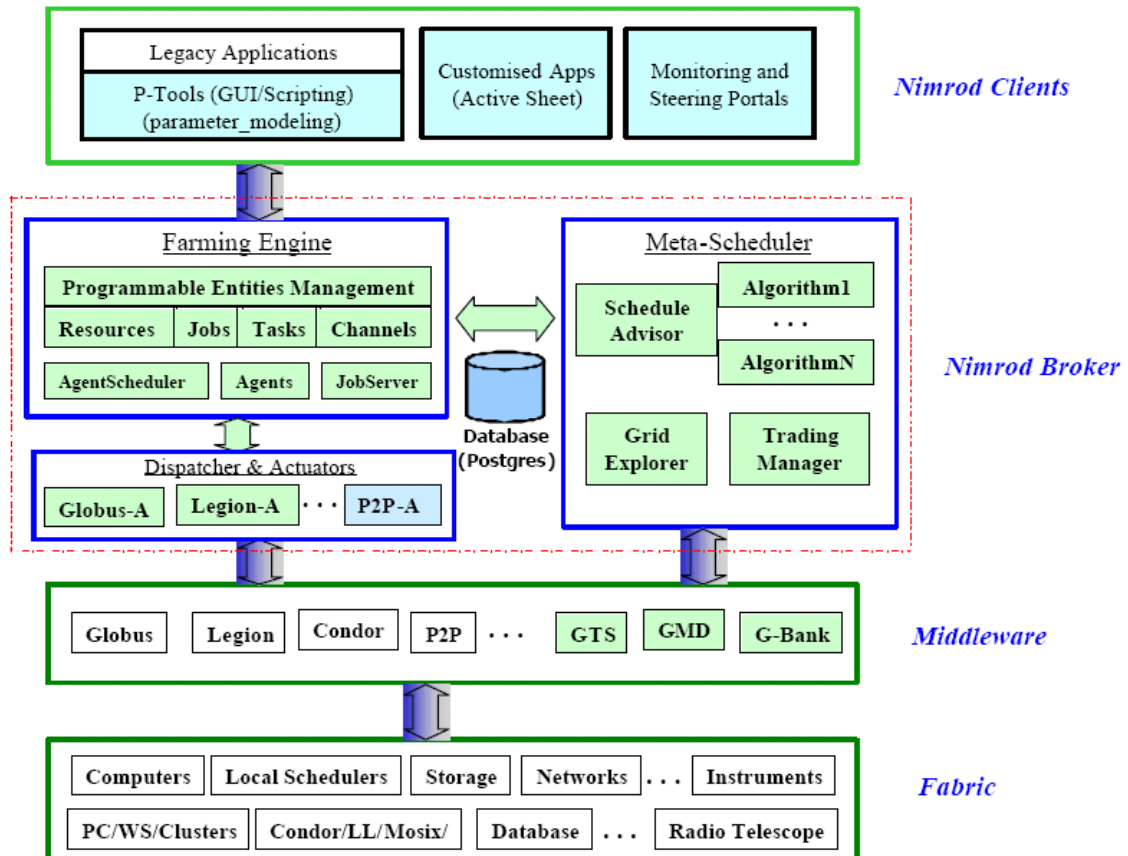 Legacy Applications
P-Tools (GUI/Scripting)
(parameter_modeling)
Customised Apps
(Active Sheet)
Monitoring and
Steering Portals
Nimrod Clients
Farming Engine
Programmable Entities Management
Resources
Jobs
Tasks
Channels
AgentScheduler
Agents
JobServer
Database
(Postgres)
Meta-Scheduler
Schedule
Advisor
Algorithm1
. . .
AlgorithmN
Grid
Explorer
Trading
Manager
Nimrod Broker
Dispatcher & Actuators
Globus-A
Legion-A
. . .
P2P-A
Globus
Legion
Condor
P2P
. . .
GTS
GMD
G-Bank
Middleware
Computers
Local Schedulers
Storage
Networks
. . .
Instruments
PC/WS/Clusters
Condor/LL/Mosix/
Database
. . .
Radio Telescope
Fabric